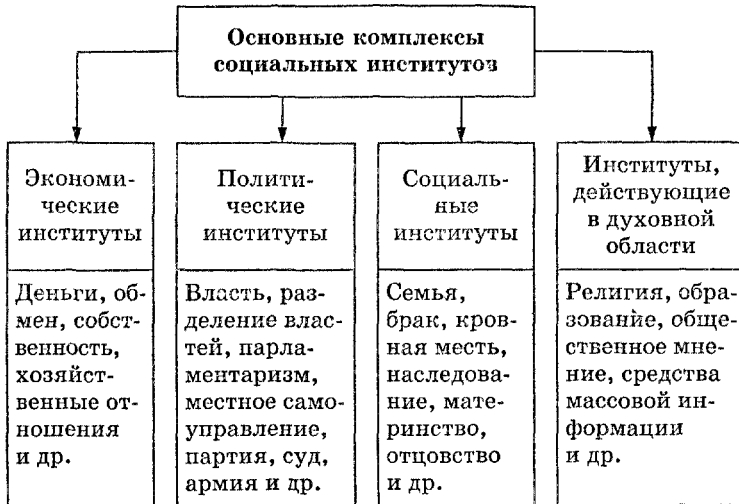 Основные комплексы
социальных институтов
Экономи-
ческие
институты
Деньги, об-
мен, собст-
венность,
хозяйст-
венные от-
ношения
и др.
Полити-
ческие
институты
Власть, раз-
деление влас-
тей, парла-
ментаризм,
местное само-
управление,
партия, суд,
армия и др.
Социаль-
ные
институты
Семья,
брак, кров-
ная месть,
наследова-
ние, мате-
ринство,
отцовство
и др.
Институты,
действующие
в духовной
области
Религия, обра-
зование, обще-
ственное мне-
ние, средства
массовой ин-
формации
и др.